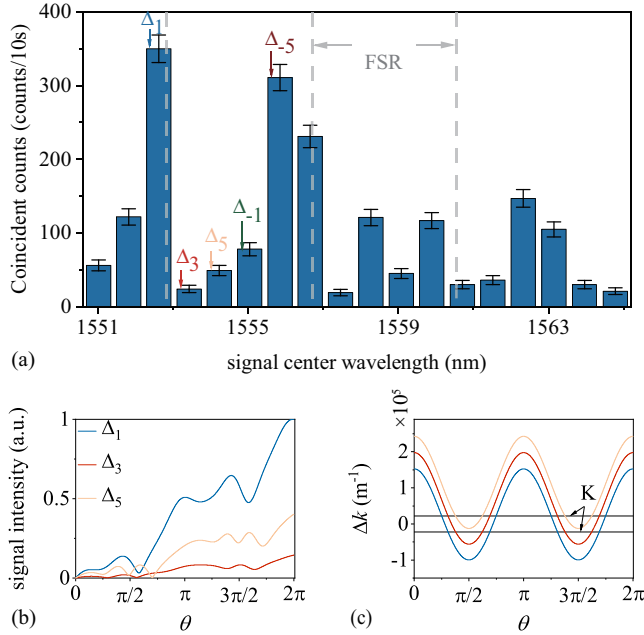 400
300
200
100
0
Coincident counts (counts/10s)
Δ1
Δ-5
FSR
Δ3
Δ5
Δ-1
1551
1555
1559
1563
(a)
signal center wavelength (nm)
1
0.5
0
signal intensity (a.u.)
Δ1
Δ3
Δ5
0
π/2
π
3π/2
2π
(b)
θ
×10⁵
2
1
0
-1
Δk (m⁻¹)
K
0
π/2
π
3π/2
2π
(c)
θ